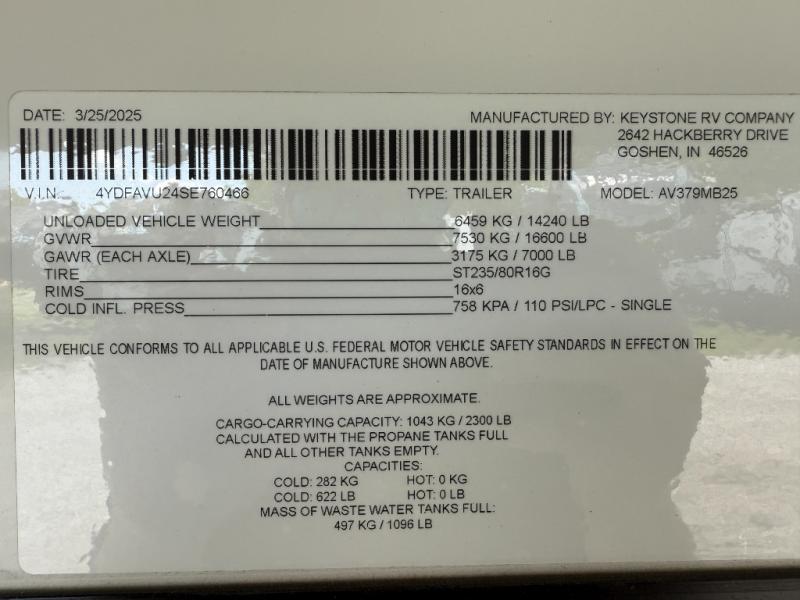 DATE: 3/25/2025
MANUFACTURED BY: KEYSTONE RV COMPANY
2642 HACKBERRY DRIVE
GOSHEN, IN 46526
V.I.N. 4YDFAVU24SE760466 TYPE: TRAILER MODEL: AV379MB25
UNLOADED VEHICLE WEIGHT 6459 KG / 14240 LB
GVWR 7530 KG / 16600 LB
GAWR (EACH AXLE) 3175 KG / 7000 LB
TIRE ST235/80R16G
RIMS 16x6
COLD INFL. PRESS 758 KPA / 110 PSI/LPC - SINGLE
THIS VEHICLE CONFORMS TO ALL APPLICABLE U.S. FEDERAL MOTOR VEHICLE SAFETY STANDARDS IN EFFECT ON THE
DATE OF MANUFACTURE SHOWN ABOVE.
ALL WEIGHTS ARE APPROXIMATE.
CARGO-CARRYING CAPACITY: 1043 KG / 2300 LB
CALCULATED WITH THE PROPANE TANKS FULL
AND ALL OTHER TANKS EMPTY.
CAPACITIES:
COLD: 282 KG HOT: 0 KG
COLD: 622 LB HOT: 0 LB
MASS OF WASTE WATER TANKS FULL:
497 KG / 1096 LB